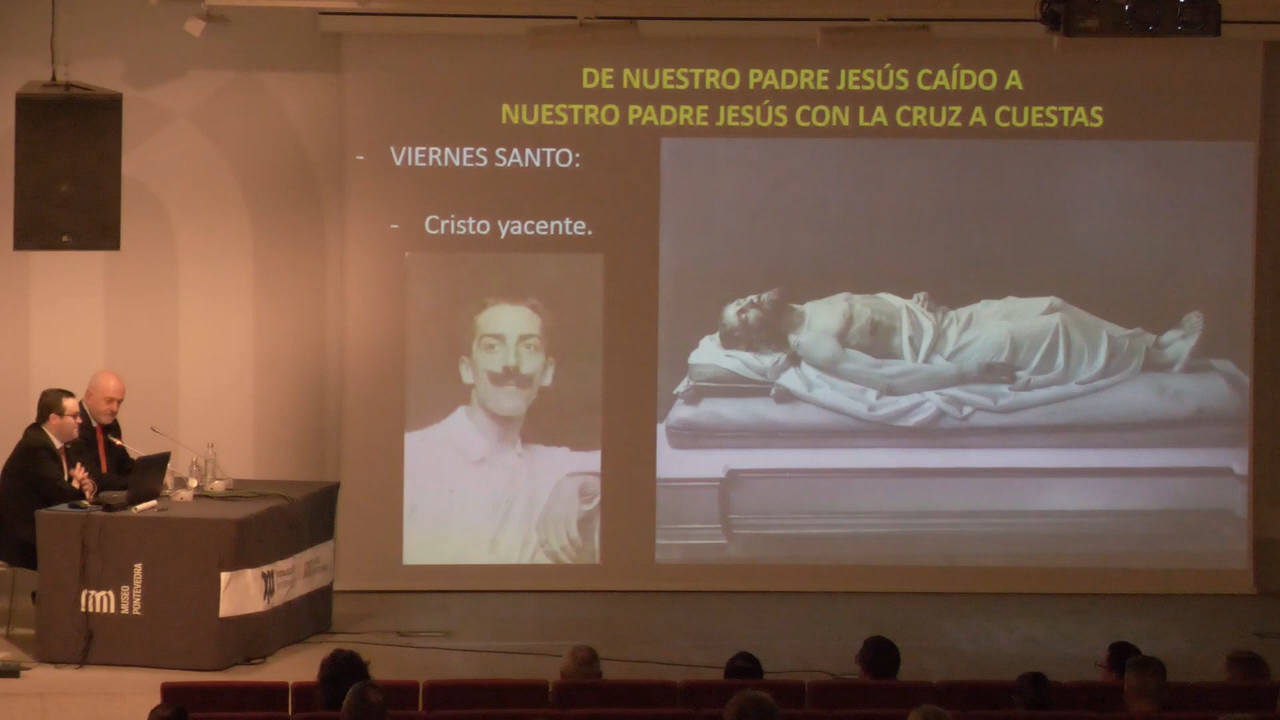 DE NUESTRO PADRE JESÚS CAÍDO A
NUESTRO PADRE JESÚS CON LA CRUZ A CUESTAS
- VIERNES SANTO:
- Cristo yacente.
MUSEO
PONTEVEDRA